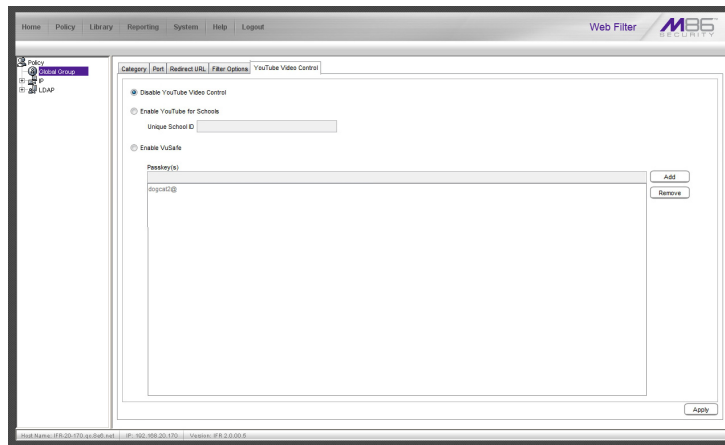 Home Policy Library Reporting System Help Logout
Web Filter
M86
SECURITY
Policy
Global Group
IP
LDAP
Category Port Redirect URL Filter Options YouTube Video Control
Disable YouTube Video Control
Enable YouTube for Schools
Unique School ID
Enable VuSafe
Passkey(s)
Add
dogcat2@
Remove
Apply
Host Name: IFR-20-170.qc.8e6.net IP: 192.168.20.170 Version: IFR 2.0.00.6